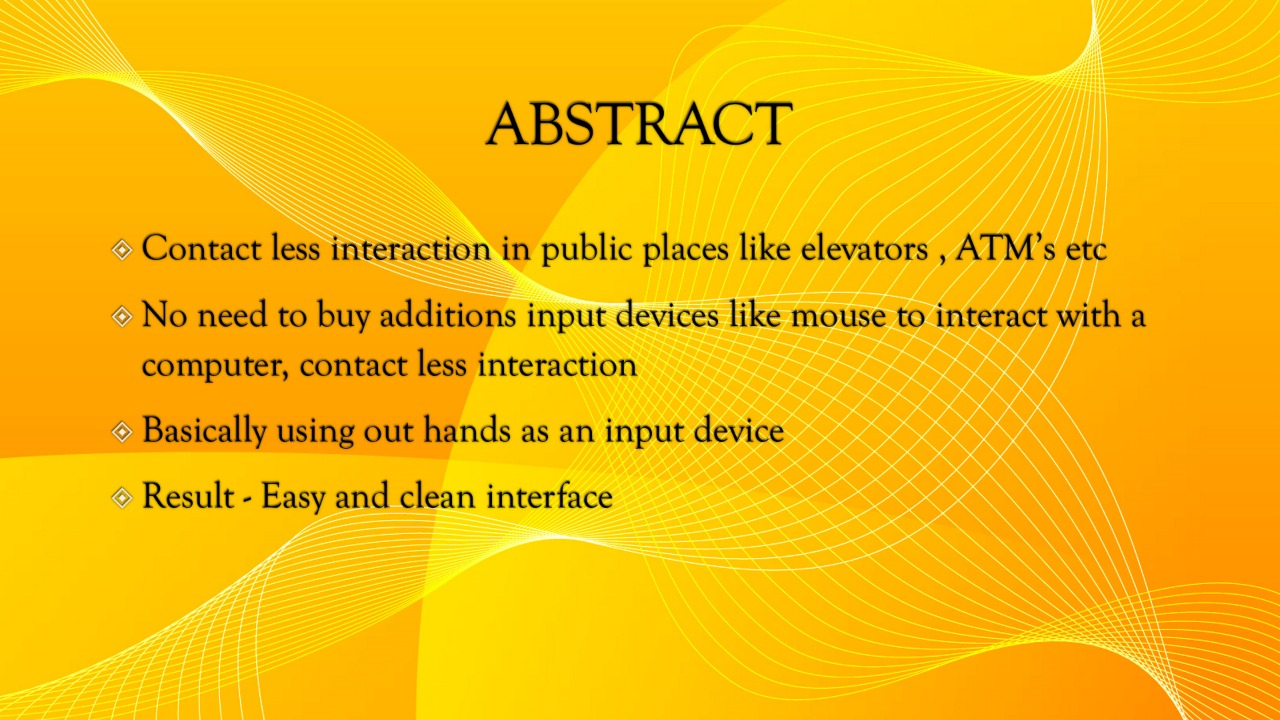 ABSTRACT
Contact less interaction in public places like elevators , ATM’s etc
No need to buy additions input devices like mouse to interact with a
computer, contact less interaction
Basically using out hands as an input device
Result - Easy and clean interface